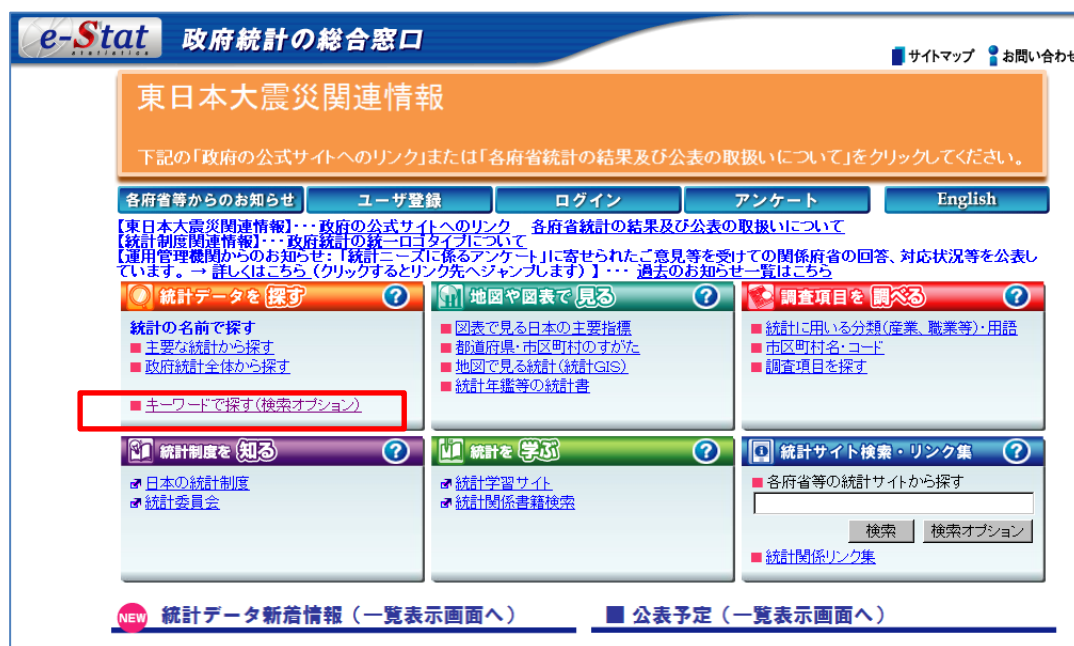 e-Stat 政府統計の総合窓口
statistics
サイトマップ お問い合わせ
東日本大震災関連情報
下記の「政府の公式サイトへのリンク」または「各府省統計の結果及び公表の取扱いについて」をクリックしてください。
各府省等からのお知らせ ユーザ登録 ログイン アンケート English
【東日本大震災関連情報】･･･政府の公式サイトへのリンク 各府省統計の結果及び公表の取扱いについて
【統計制度関連情報】･･･政府統計の統一ロゴタイプについて
【運用管理機関からのお知らせ：「統計ニーズに係るアンケート」に寄せられたご意見等を受けての関係府省の回答、対応状況等を公表し
ています。→ 詳しくはこちら（クリックするとリンク先へジャンプします）】･･･ 過去のお知らせ一覧はこちら
統計データを 探す ?
統計の名前で探す
主要な統計から探す
政府統計全体から探す
キーワードで探す(検索オプション)
地図や図表で 見る ?
図表で見る日本の主要指標
都道府県･市区町村のすがた
地図で見る統計(統計GIS)
統計年鑑等の統計書
調査項目を 調べる ?
統計に用いる分類(産業、職業等)･用語
市区町村名･コード
調査項目を探す
統計制度を 知る ?
日本の統計制度
統計委員会
統計を 学ぶ ?
統計学習サイト
統計関係書籍検索
統計サイト検索・リンク集 ?
各府省等の統計サイトから探す
検索 検索オプション
統計関係リンク集
NEW 統計データ新着情報（一覧表示画面へ） ■ 公表予定（一覧表示画面へ）